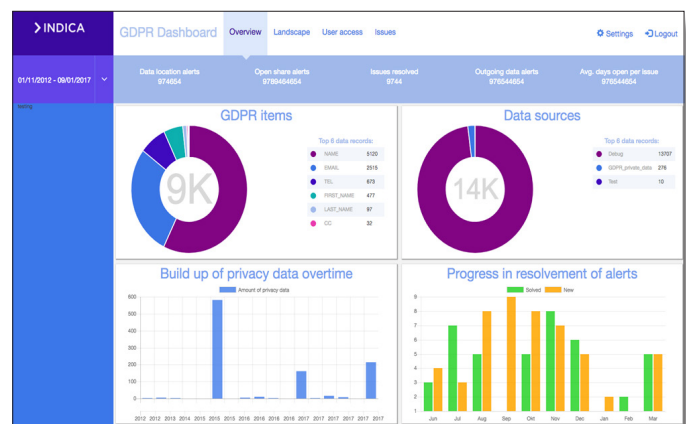 INDICA
GDPR Dashboard Overview Landscape User access Issues Settings Logout
01/11/2012 - 09/01/2017
Data location alerts Open share alerts Issues resolved Outgoing data alerts Avg. days open per issue
974654 9789464654 9744 976544654 976544654
testing
GDPR items
9K
Top 6 data records:
NAME 5120
EMAIL 2515
TEL 673
FIRST_NAME 477
LAST_NAME 97
CC 32
Data sources
14K
Top 6 data records:
Debug 13707
GDPR_private_data 276
Test 10
Build up of privacy data overtime
Amount of privacy data
600
500
400
300
200
100
0
2012 2012 2013 2014 2015 2015 2015 2016 2016 2016 2016 2017 2017 2017 2017 2017
Progress in resolvement of alerts
Solved New
9
8
7
6
5
4
3
2
1
Jun Jul Aug Sep Okt Nov Dec Jan Feb Mar